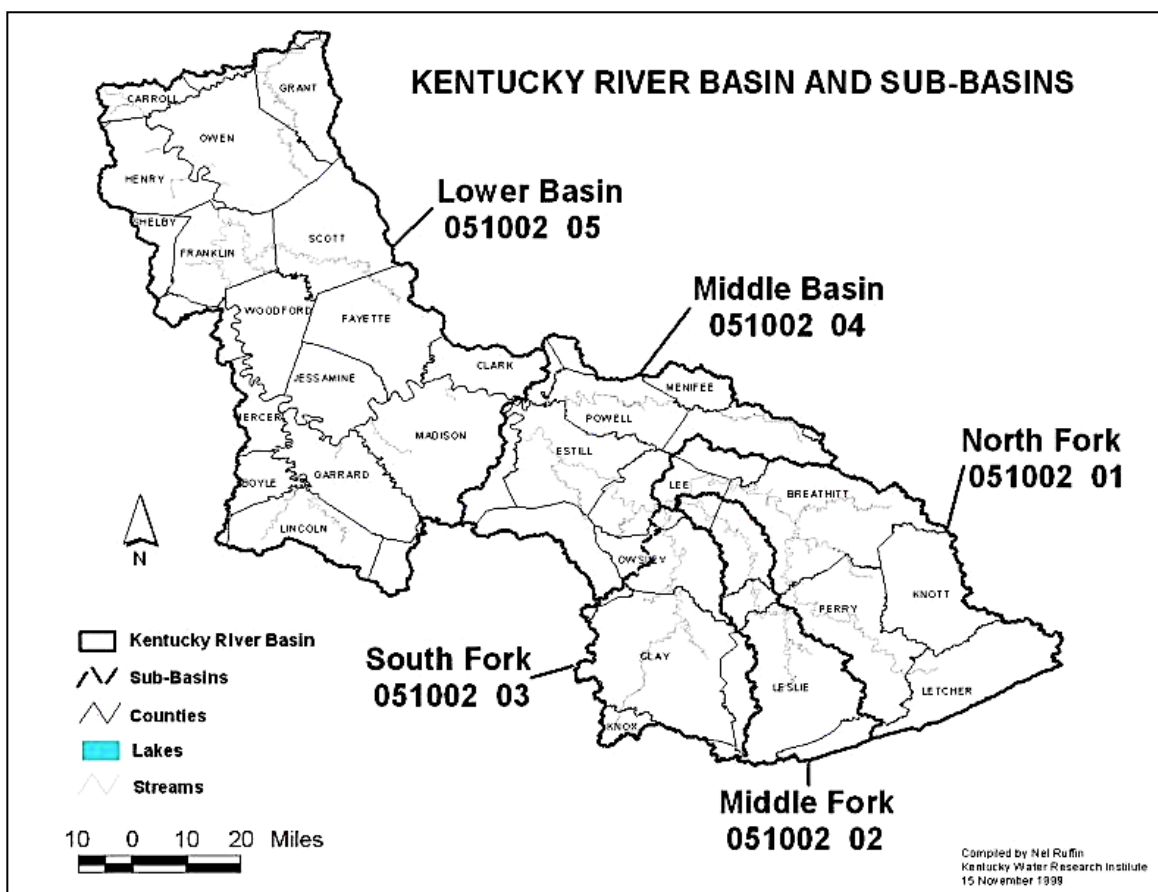 KENTUCKY RIVER BASIN AND SUB-BASINS
GRANT
CARROLL
OWEN
HENRY
Lower Basin
051002 05
SHELBY
SCOTT
FRANKLIN
Middle Basin
051002 04
WOODFORD
FAYETTE
CLARK
MENIFEE
JESSAMINE
POWELL
MERCER
MADISON
ESTILL
North Fork
051002 01
GARRARD
BOYLE
LEE
BREATHITT
LINCOLN
N
OWSLEY
KNOTT
PERRY
Kentucky River Basin
Sub-Basins
Counties
Lakes
Streams
South Fork
051002 03
CLAY
LESLIE
LETCHER
KNOX
Middle Fork
051002 02
10 0 10 20 Miles
Compiled by Nel Ruffin
Kentucky Water Research Institute
15 November 1999